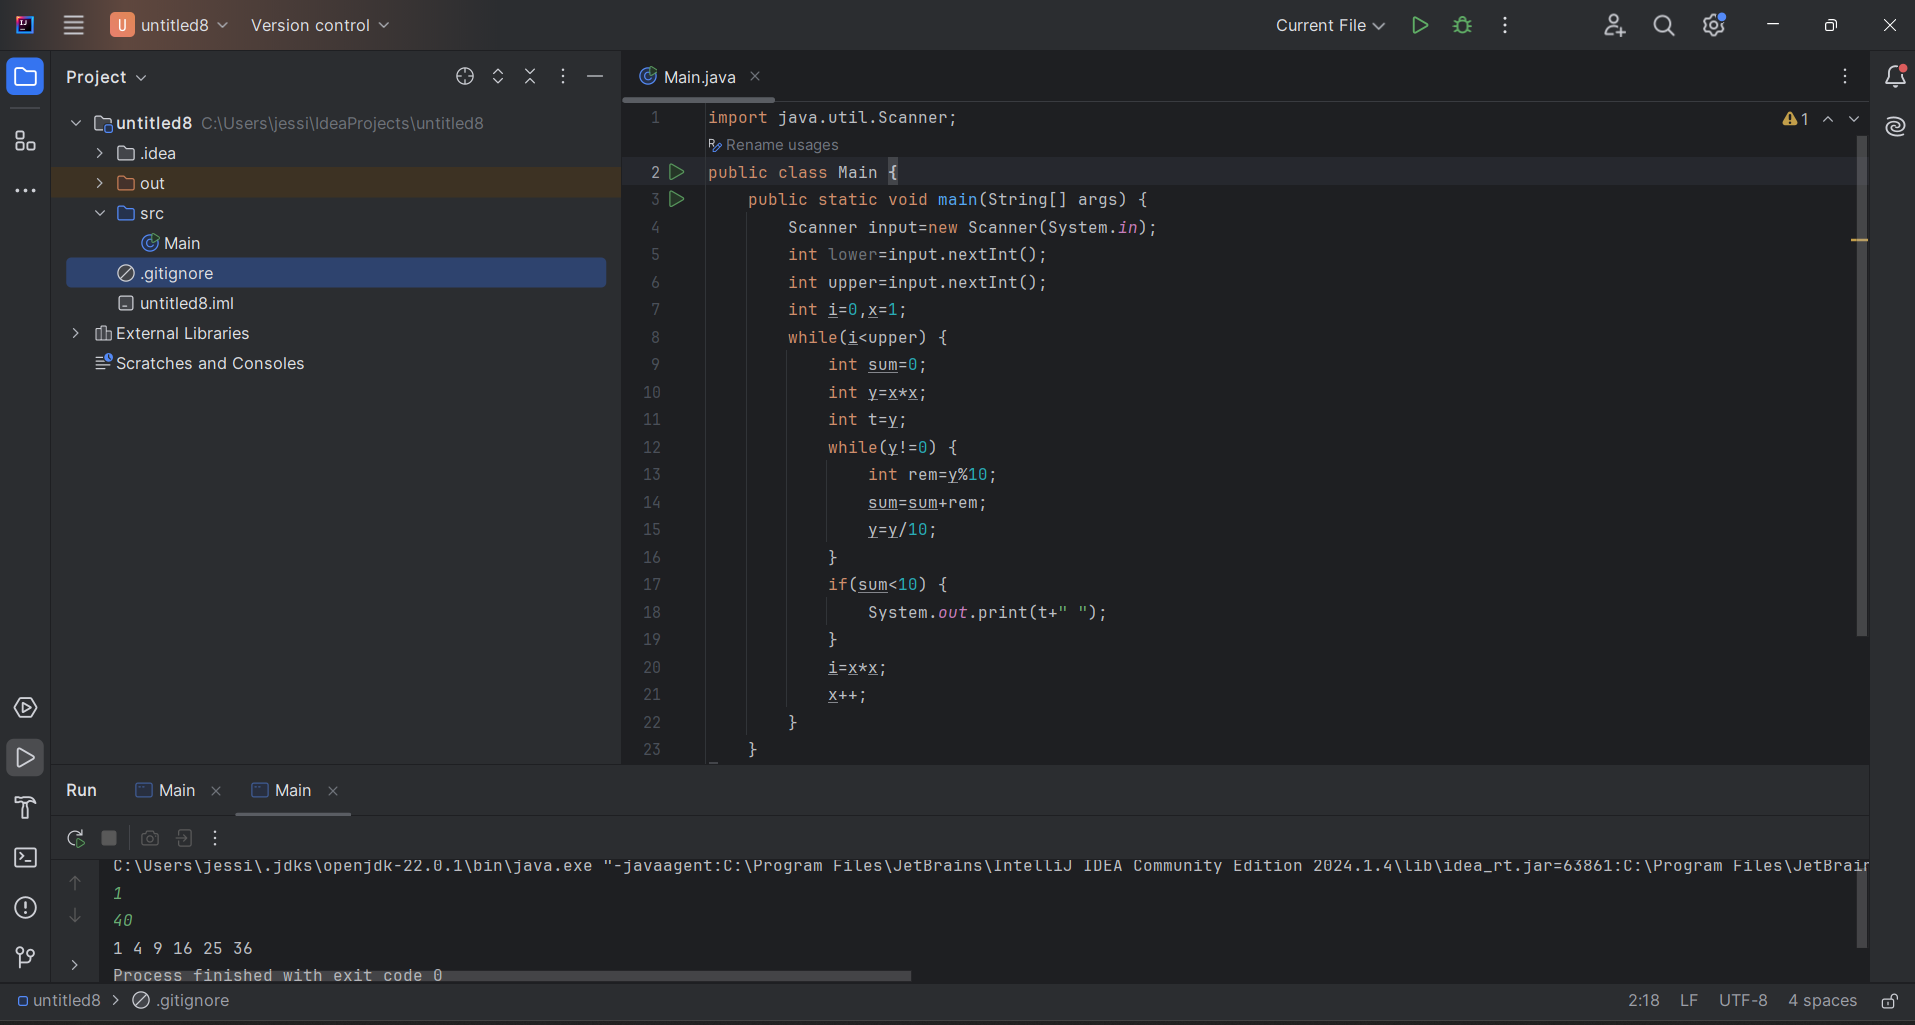 U untitled8 Version control Current File
Project
Main.java
untitled8 C:\Users\jessi\IdeaProjects\untitled8
.idea
out
src
Main
.gitignore
untitled8.iml
External Libraries
Scratches and Consoles
1 import java.util.Scanner;
1
Rename usages
2 public class Main {
3 public static void main(String[] args) {
4 Scanner input=new Scanner(System.in);
5 int lower=input.nextInt();
6 int upper=input.nextInt();
7 int i=0,x=1;
8 while(i<upper) {
9 int sum=0;
10 int y=x*x;
11 int t=y;
12 while(y!=0) {
13 int rem=y%10;
14 sum=sum+rem;
15 y=y/10;
16 }
17 if(sum<10) {
18 System.out.print(t+" ");
19 }
20 i=x*x;
21 x++;
22 }
23 }
Run Main Main
C:\Users\jessi\.jdks\openjdk-22.0.1\bin\java.exe "-javaagent:C:\Program Files\JetBrains\IntelliJ IDEA Community Edition 2024.1.4\lib\idea_rt.jar=63861:C:\Program Files\JetBrain
1
40
1 4 9 16 25 36
Process finished with exit code 0
untitled8 > .gitignore 2:18 LF UTF-8 4 spaces